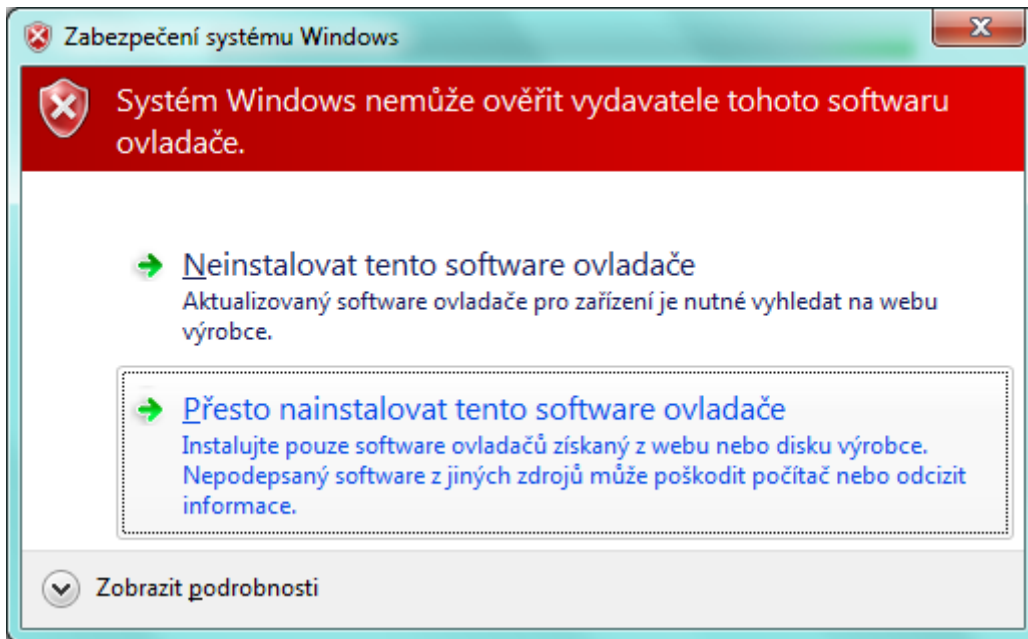 Zabezpečení systému Windows
Systém Windows nemůže ověřit vydavatele tohoto softwaru
ovladače.
Neinstalovat tento software ovladače
Aktualizovaný software ovladače pro zařízení je nutné vyhledat na webu
výrobce.
Přesto nainstalovat tento software ovladače
Instalujte pouze software ovladačů získaný z webu nebo disku výrobce.
Nepodepsaný software z jiných zdrojů může poškodit počítač nebo odcizit
informace.
Zobrazit podrobnosti